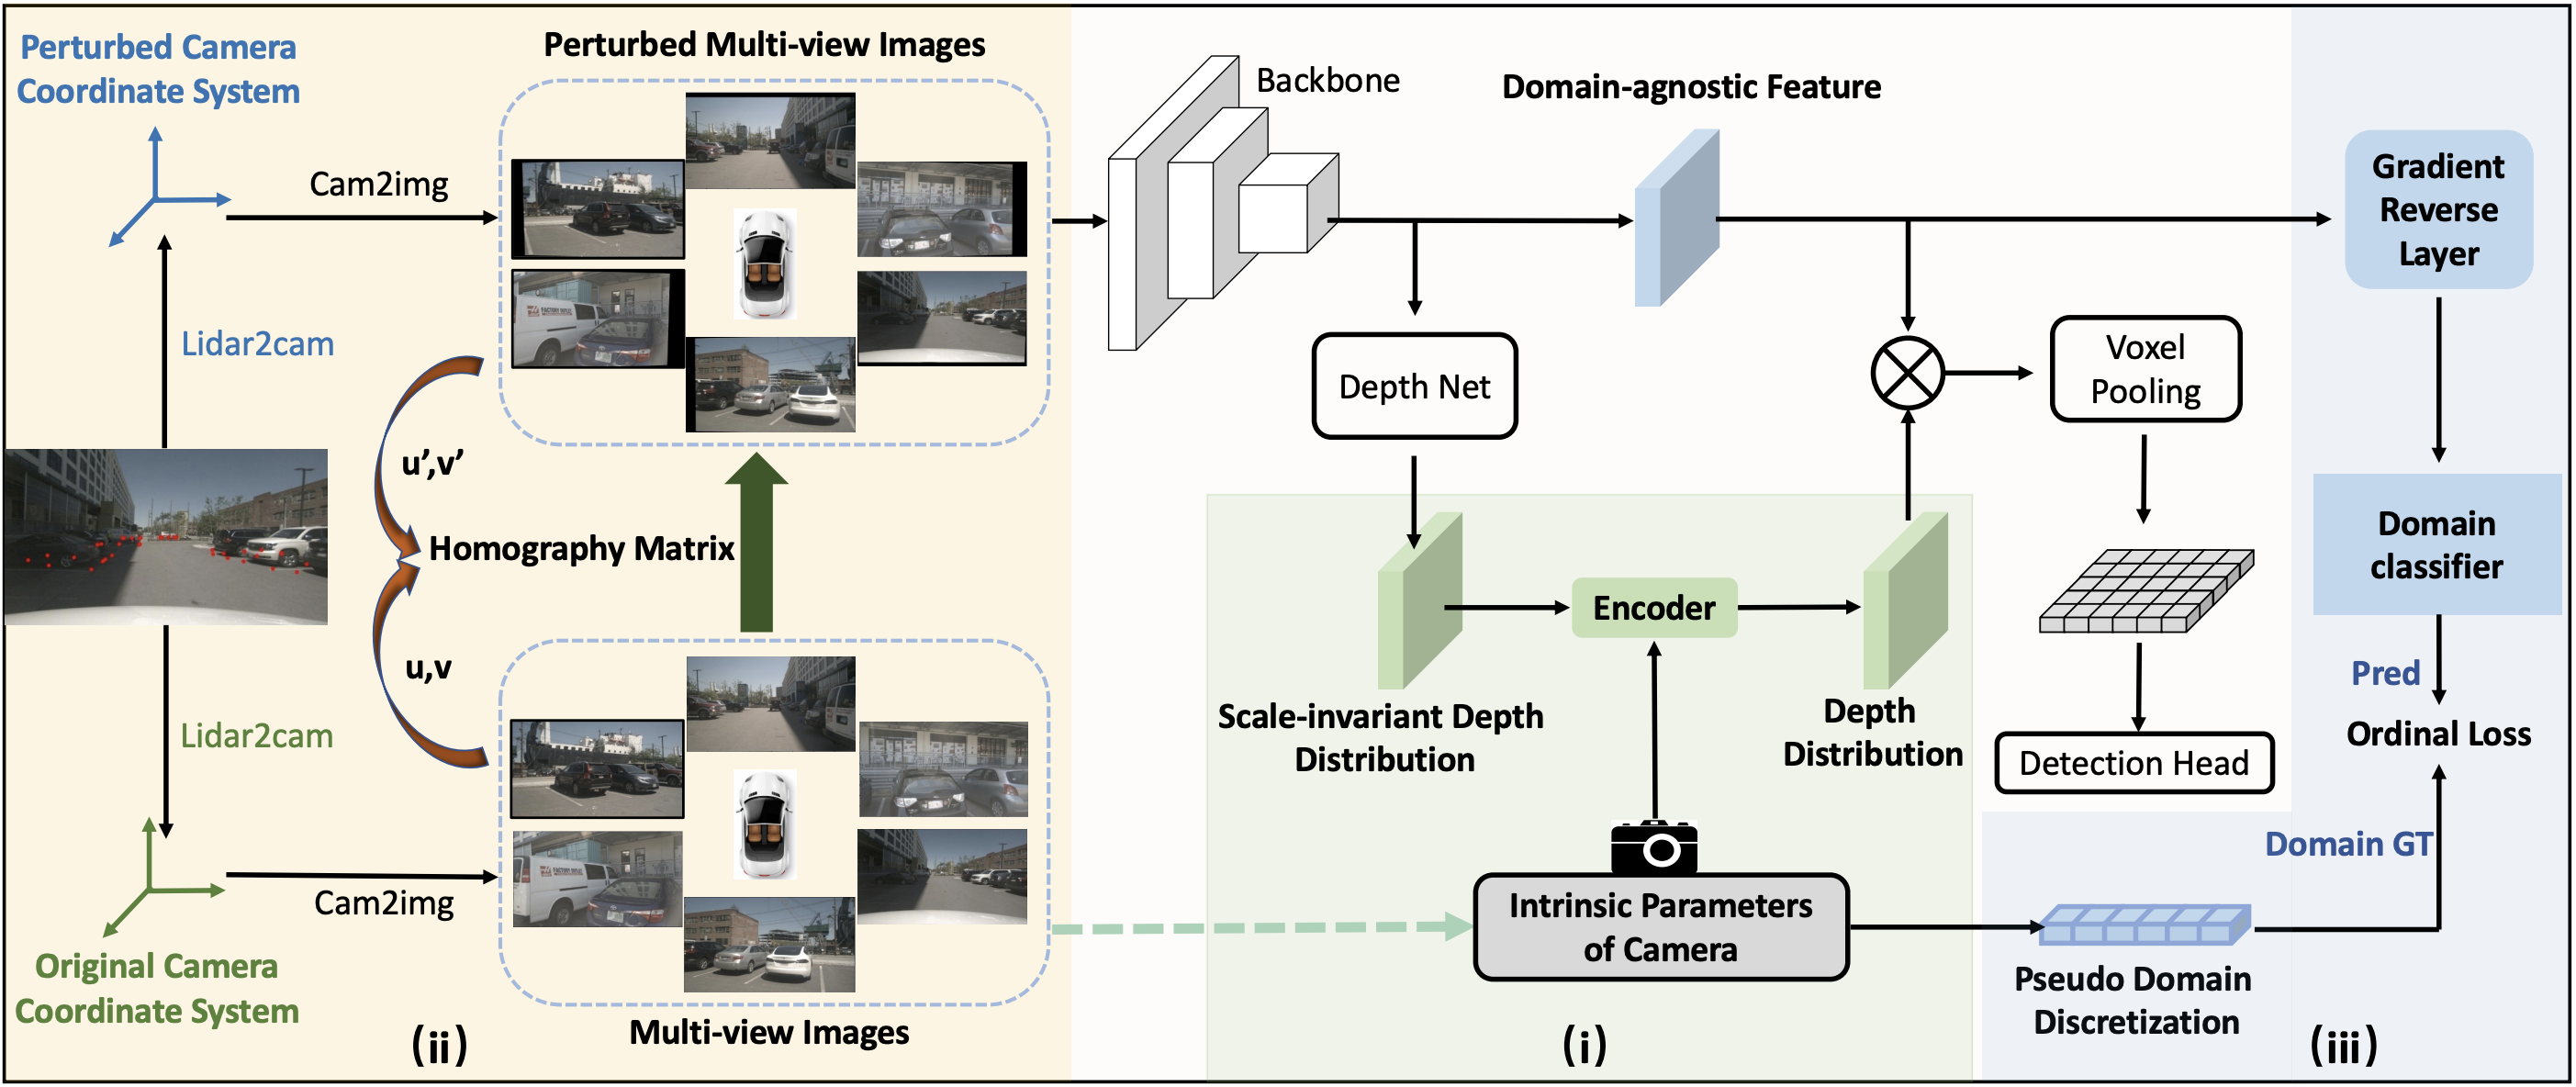 Perturbed Camera
Coordinate System
Perturbed Multi-view Images
Cam2img
Lidar2cam
u’,v’
Homography Matrix
u,v
Lidar2cam
Cam2img
Original Camera
Coordinate System
Multi-view Images
(ii)
Backbone
Domain-agnostic Feature
Depth Net
Voxel
Pooling
Encoder
Scale-invariant Depth
Distribution
Depth
Distribution
Detection Head
Intrinsic Parameters
of Camera
(i)
Gradient
Reverse
Layer
Domain
classifier
Pred
Ordinal Loss
Domain GT
Pseudo Domain
Discretization
(iii)